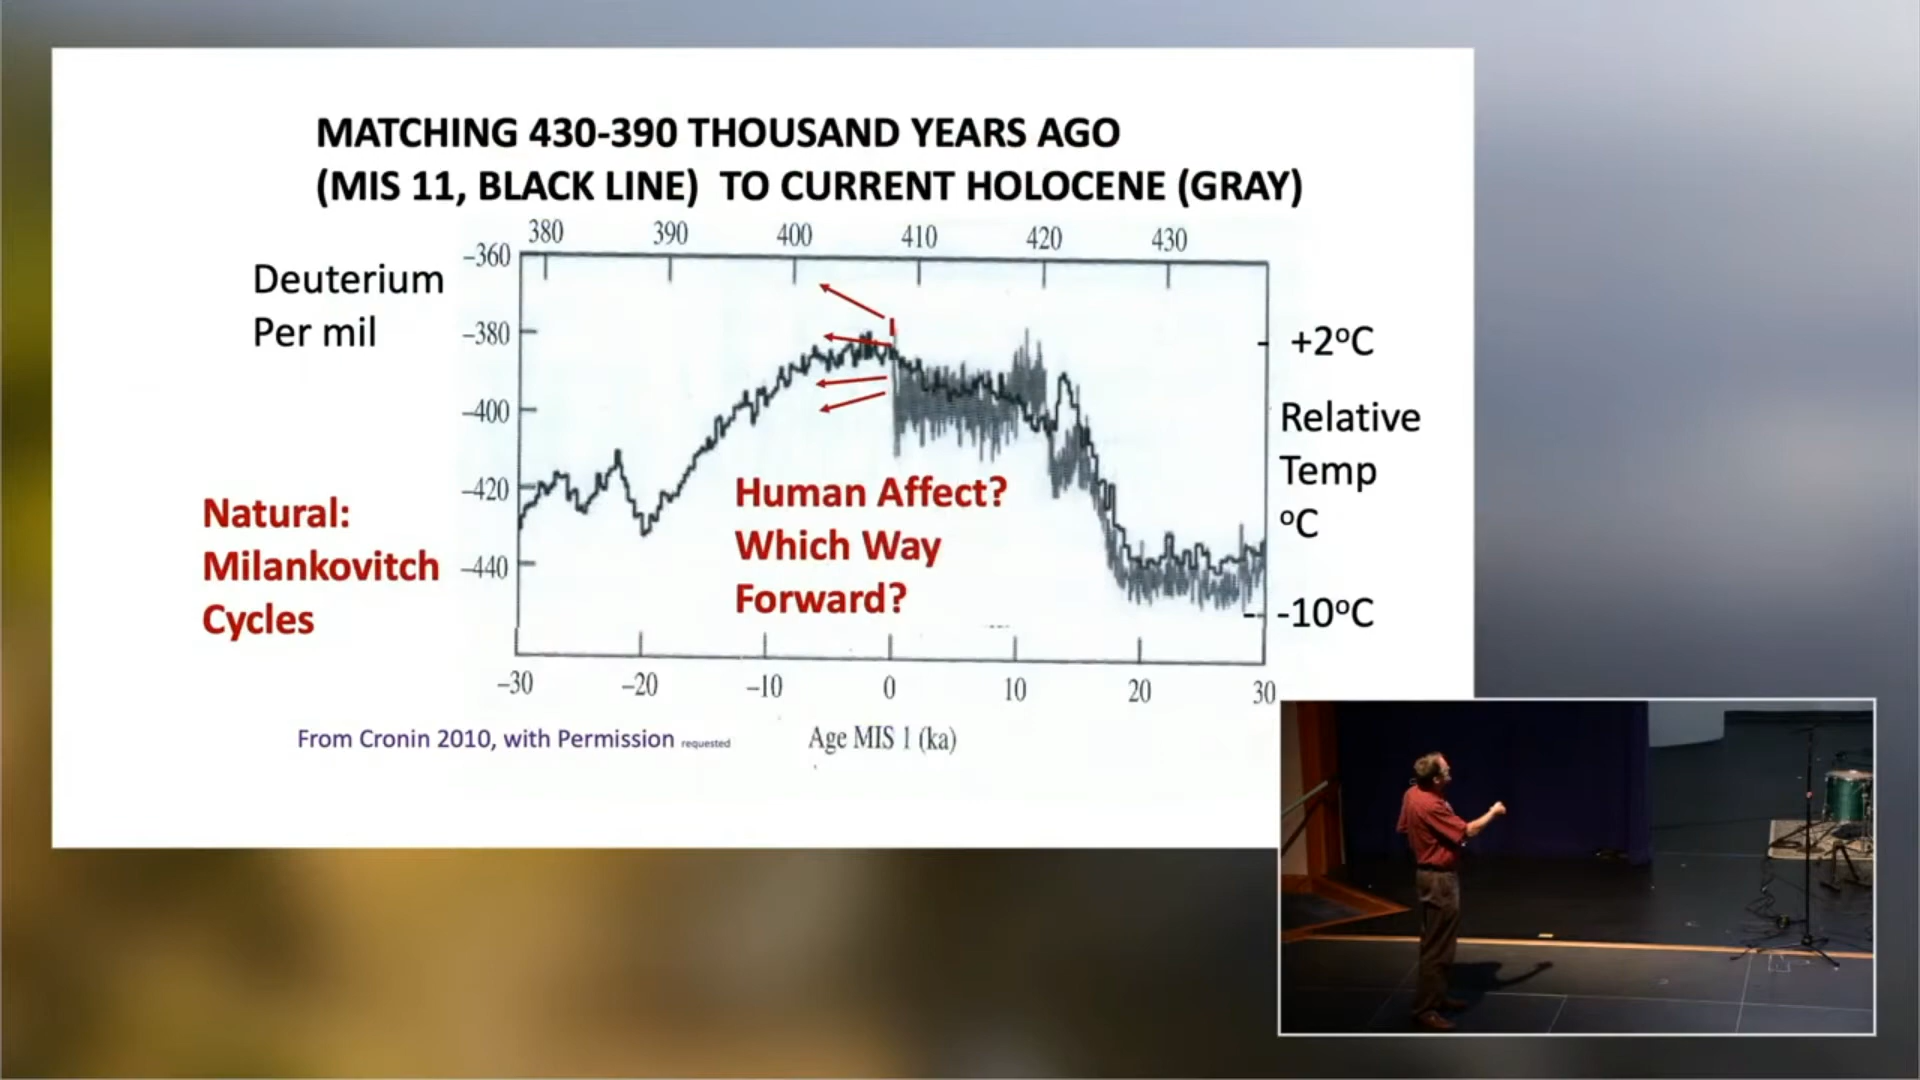 MATCHING 430-390 THOUSAND YEARS AGO
(MIS 11, BLACK LINE) TO CURRENT HOLOCENE (GRAY)
380 390 400 410 420 430
Deuterium
Per mil
–360
–380
–400
–420
–440
+2°C
Relative
Temp
°C
-10°C
Natural:
Milankovitch
Cycles
Human Affect?
Which Way
Forward?
–30 –20 –10 0 10 20 30
Age MIS 1 (ka)
From Cronin 2010, with Permission requested